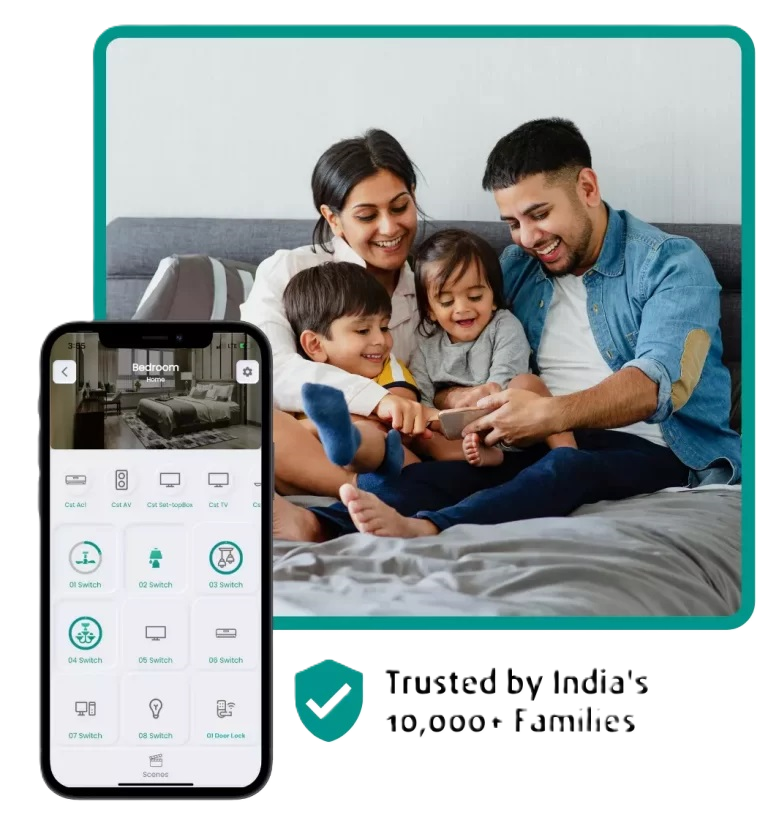 3:55
LTE
Bedroom
Home
Cst Ac1
Cst AV
Cst Set-topBox
Cst TV
Cs
01 Switch
02 Switch
03 Switch
04 Switch
05 Switch
06 Switch
07 Switch
08 Switch
01 Door Lock
Scenes
Trusted by India's
10,000+ Families